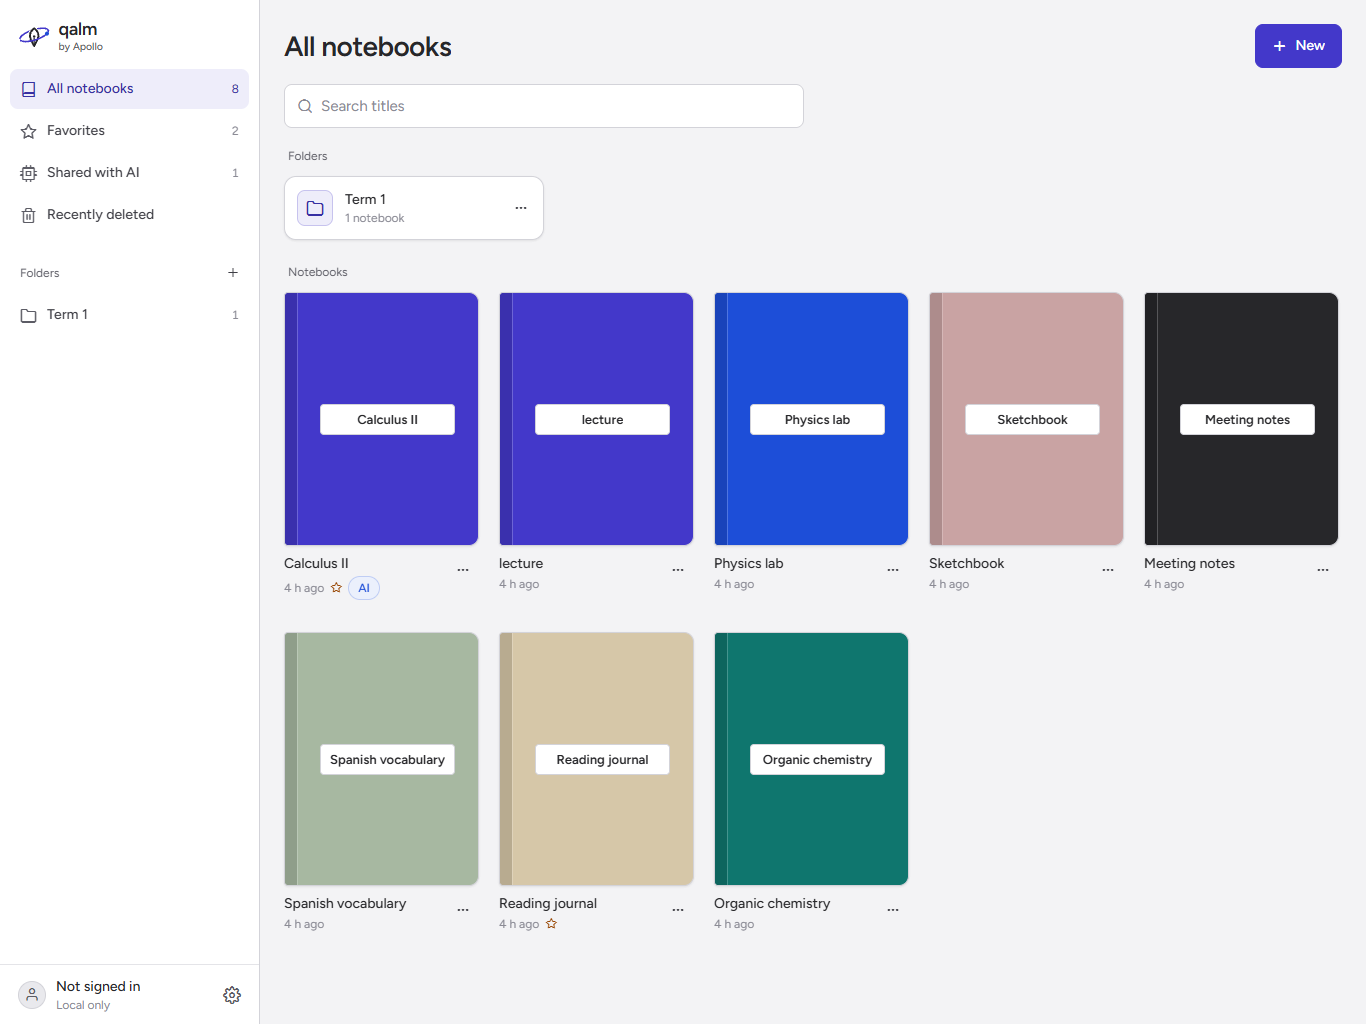 qalm
by Apollo
All notebooks 8
Favorites 2
Shared with AI 1
Recently deleted
Folders
Term 1 1
Not signed in
Local only
All notebooks
New
Search titles
Folders
Term 1
1 notebook
Notebooks
Calculus II
lecture
Physics lab
Sketchbook
Meeting notes
Calculus II
4 h ago AI
lecture
4 h ago
Physics lab
4 h ago
Sketchbook
4 h ago
Meeting notes
4 h ago
Spanish vocabulary
Reading journal
Organic chemistry
Spanish vocabulary
4 h ago
Reading journal
4 h ago
Organic chemistry
4 h ago